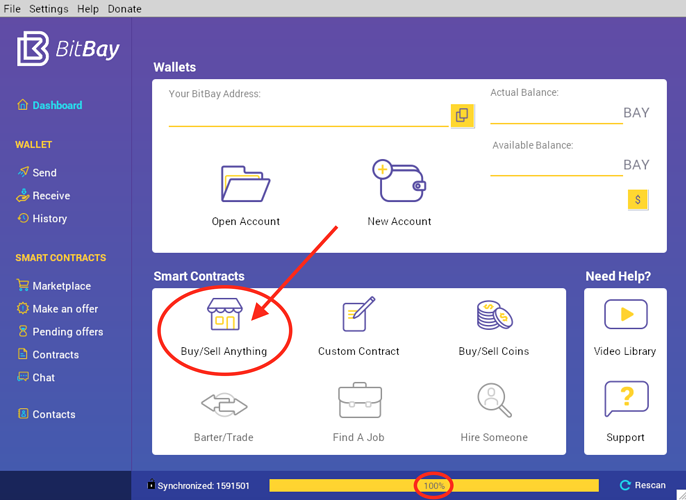 File Settings Help Donate
BitBay
Dashboard
WALLET
Send
Receive
History
SMART CONTRACTS
Marketplace
Make an offer
Pending offers
Contracts
Chat
Contacts
Wallets
Your BitBay Address:
Actual Balance:
BAY
Available Balance:
BAY
$
Open Account
New Account
Smart Contracts
Buy/Sell Anything
Custom Contract
Buy/Sell Coins
Barter/Trade
Find A Job
Hire Someone
Need Help?
Video Library
?
Support
Synchronized: 1591501
100%
Rescan